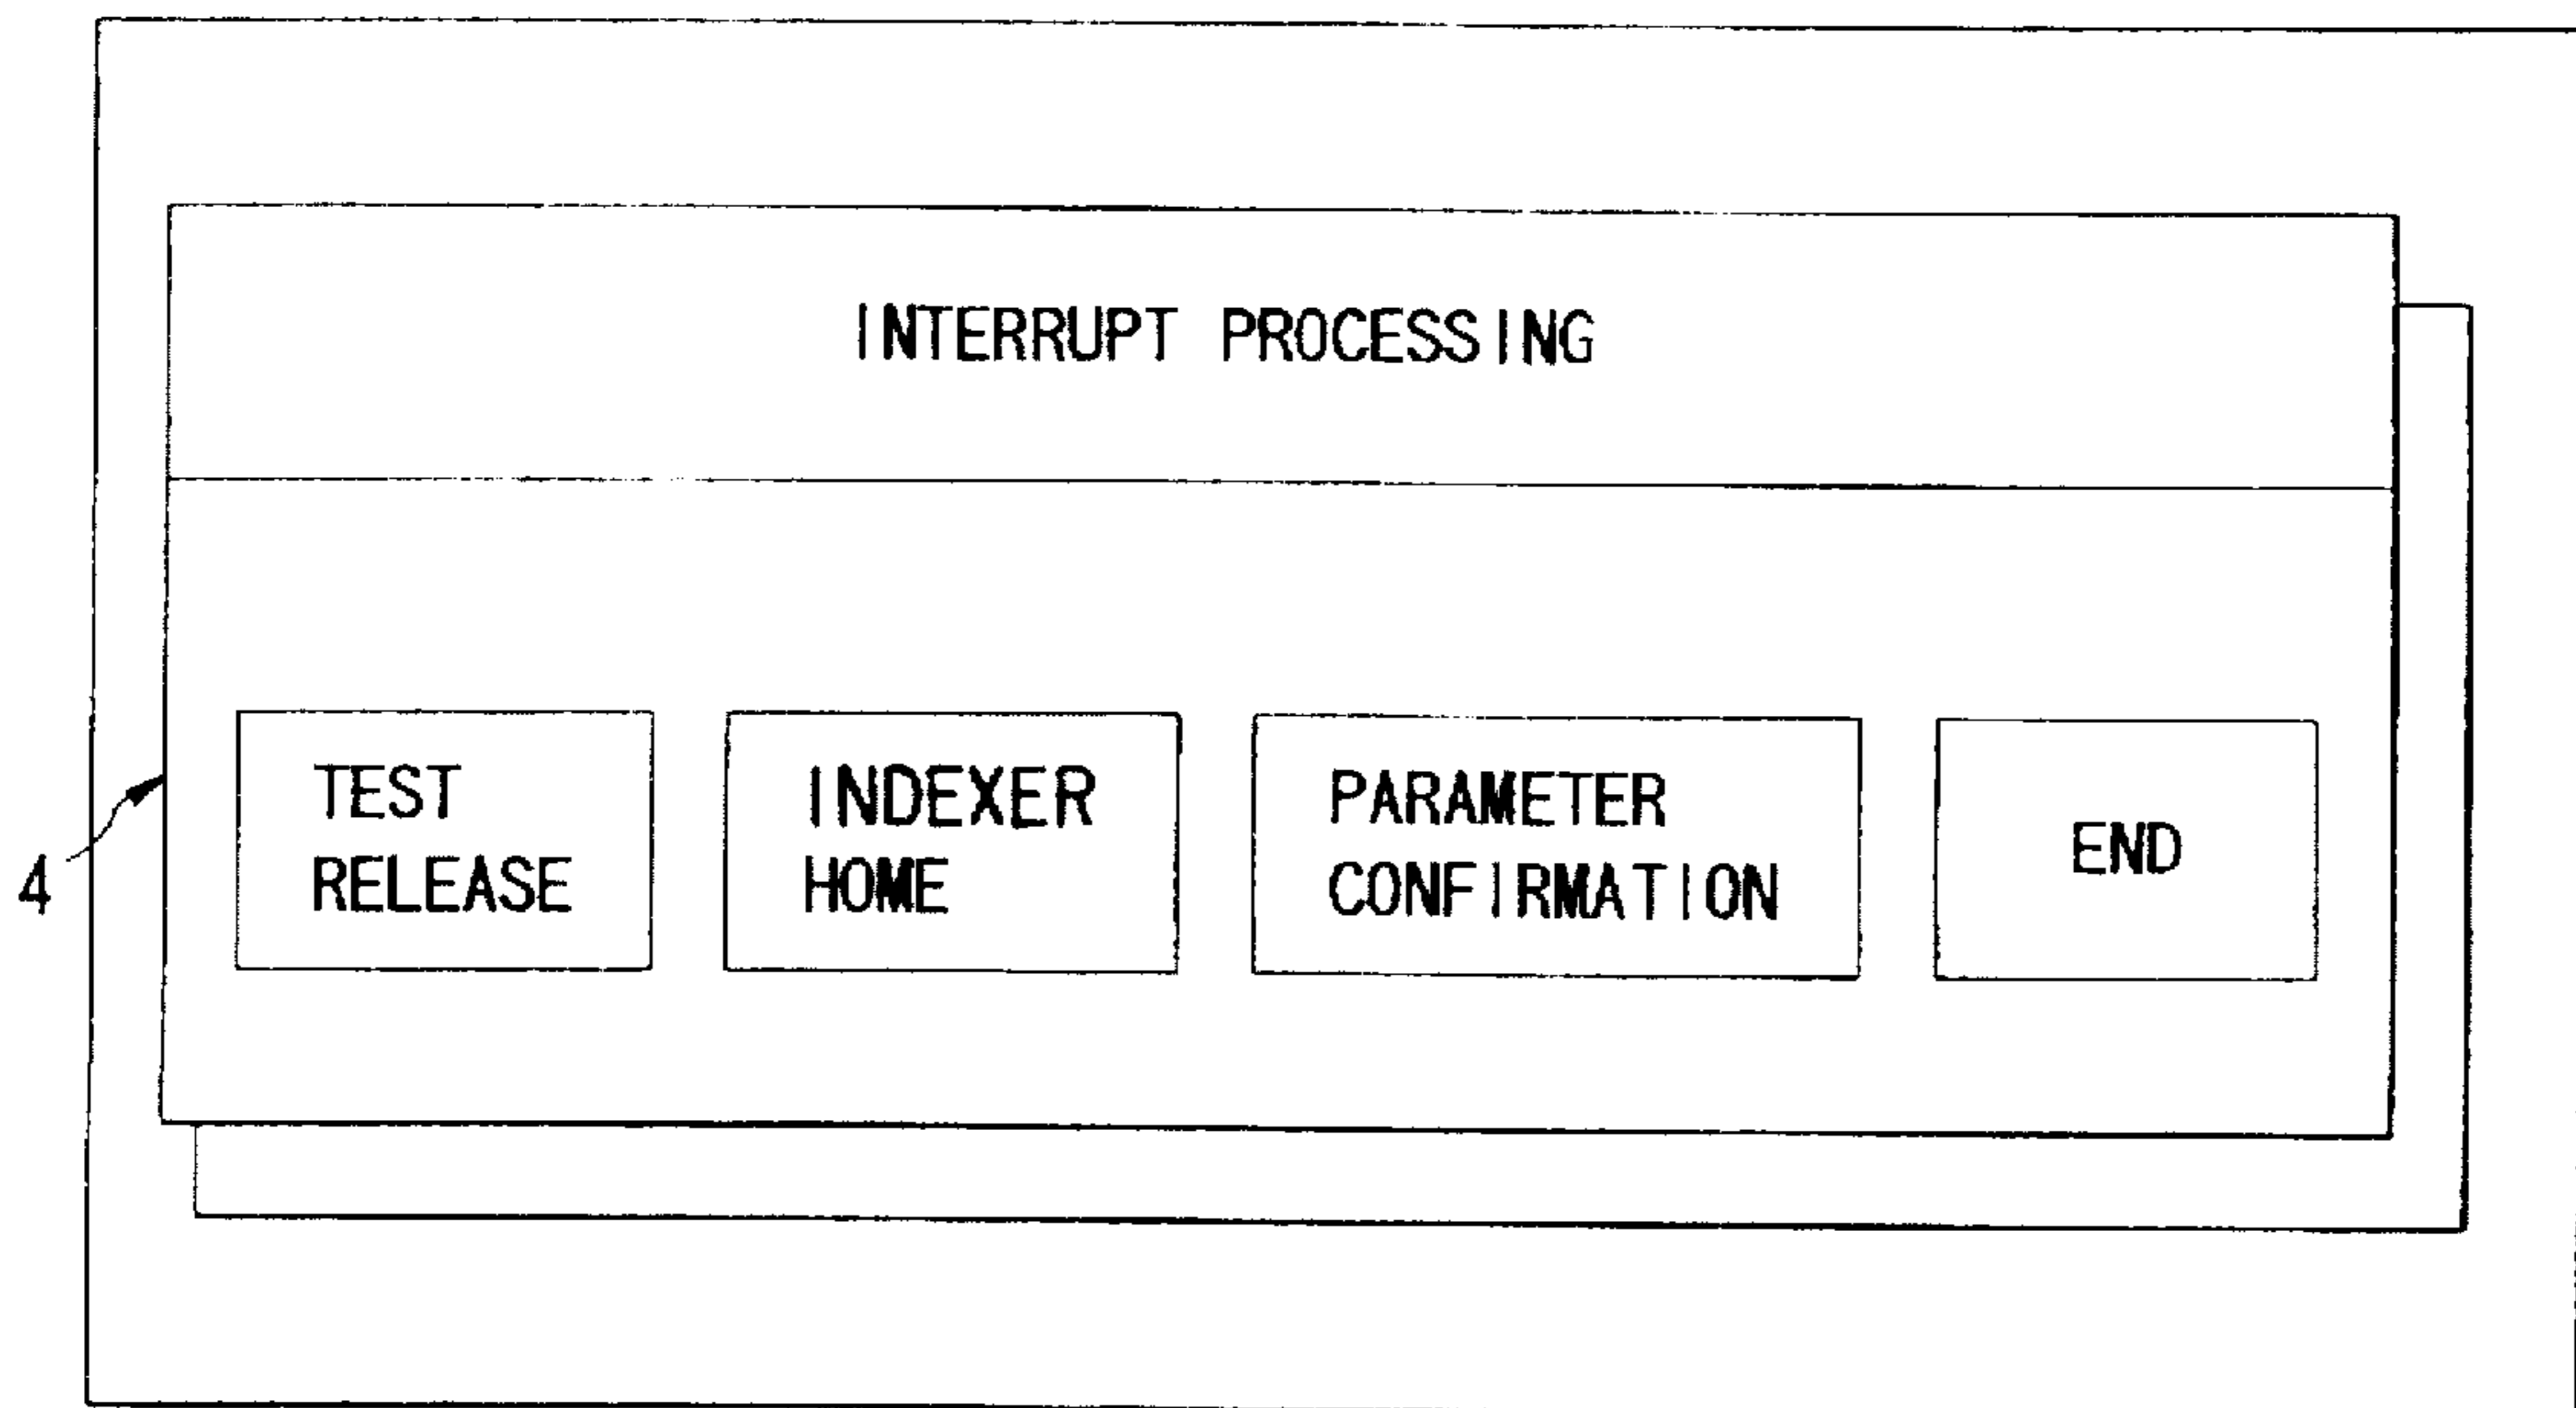 INTERRUPT PROCESSING
TEST
RELEASE
INDEXER
HOME
PARAMETER
CONFIRMATION
END
4